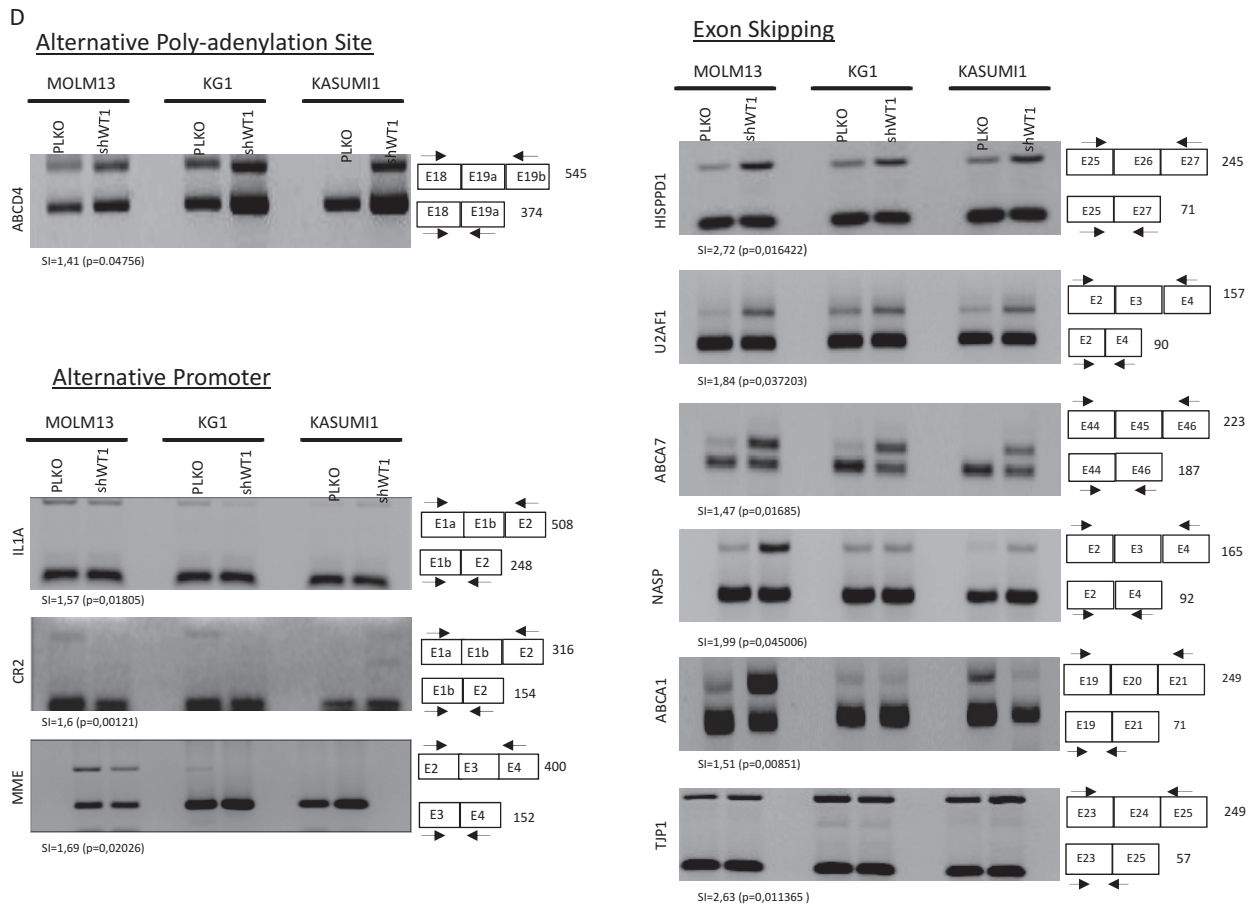 D
Alternative Poly-adenylation Site
MOLM13 KG1 KASUMI1
PLKO shWT1 PLKO shWT1 PLKO shWT1
ABCD4
E18 E19a E19b 545
E18 E19a 374
SI=1,41 (p=0.04756)
Alternative Promoter
MOLM13 KG1 KASUMI1
PLKO shWT1 PLKO shWT1 PLKO shWT1
IL1A
E1a E1b E2 508
E1b E2 248
SI=1,57 (p=0,01805)
CR2
E1a E1b E2 316
E1b E2 154
SI=1,6 (p=0,00121)
MME
E2 E3 E4 400
E3 E4 152
SI=1,69 (p=0,02026)
Exon Skipping
MOLM13 KG1 KASUMI1
PLKO shWT1 PLKO shWT1 PLKO shWT1
HISPPD1
E25 E26 E27 245
E25 E27 71
SI=2,72 (p=0,016422)
U2AF1
E2 E3 E4 157
E2 E4 90
SI=1,84 (p=0,037203)
ABCA7
E44 E45 E46 223
E44 E46 187
SI=1,47 (p=0,01685)
NASP
E2 E3 E4 165
E2 E4 92
SI=1,99 (p=0,045006)
ABCA1
E19 E20 E21 249
E19 E21 71
SI=1,51 (p=0,00851)
TJP1
E23 E24 E25 249
E23 E25 57
SI=2,63 (p=0,011365 )